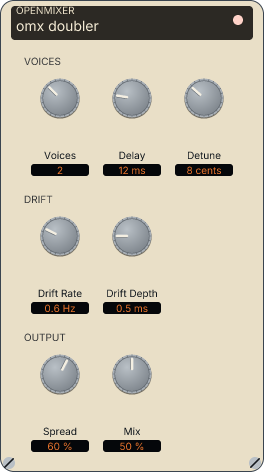 OPENMIXER
omx doubler
VOICES
Voices Delay Detune
2 12 ms 8 cents
DRIFT
Drift Rate Drift Depth
0.6 Hz 0.5 ms
OUTPUT
Spread Mix
60 % 50 %